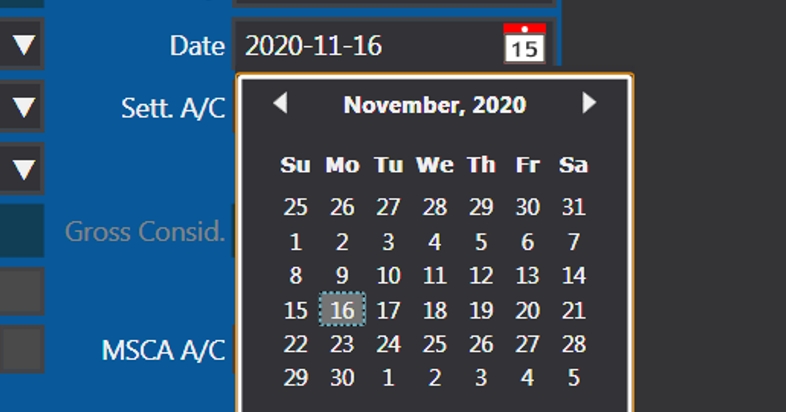 Date 2020-11-16 15
Sett. A/C
November, 2020
Su Mo Tu We Th Fr Sa
25 26 27 28 29 30 31
1 2 3 4 5 6 7
Gross Consid.
8 9 10 11 12 13 14
15 16 17 18 19 20 21
22 23 24 25 26 27 28
MSCA A/C
29 30 1 2 3 4 5